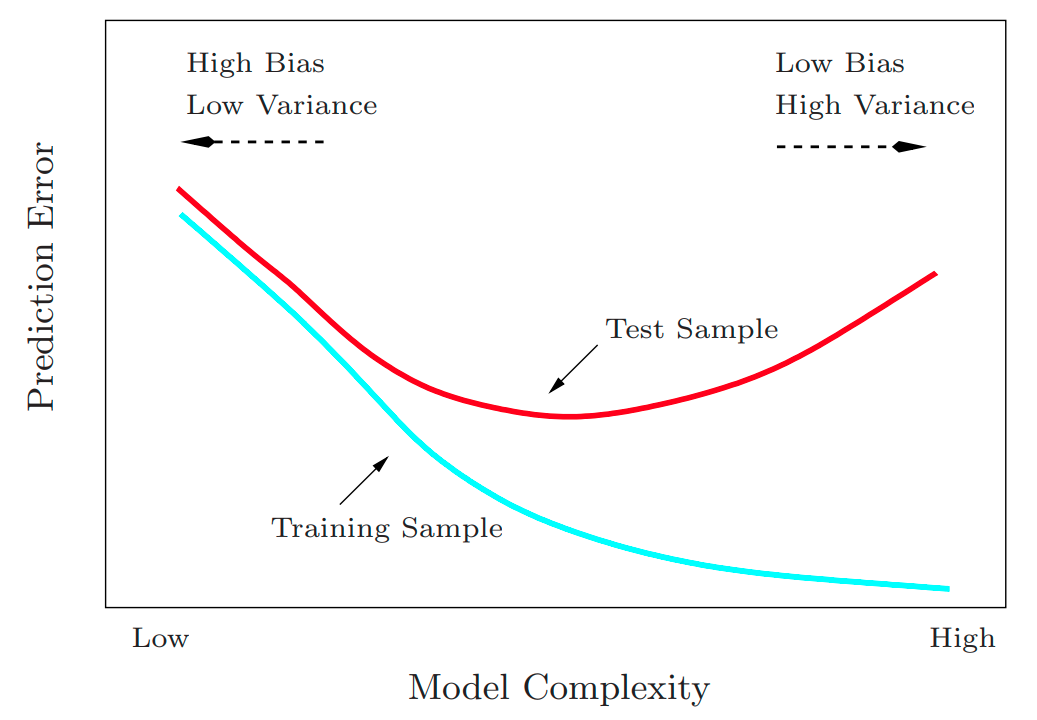 High Bias
Low Variance
Low Bias
High Variance
Prediction Error
Test Sample
Training Sample
Low
High
Model Complexity